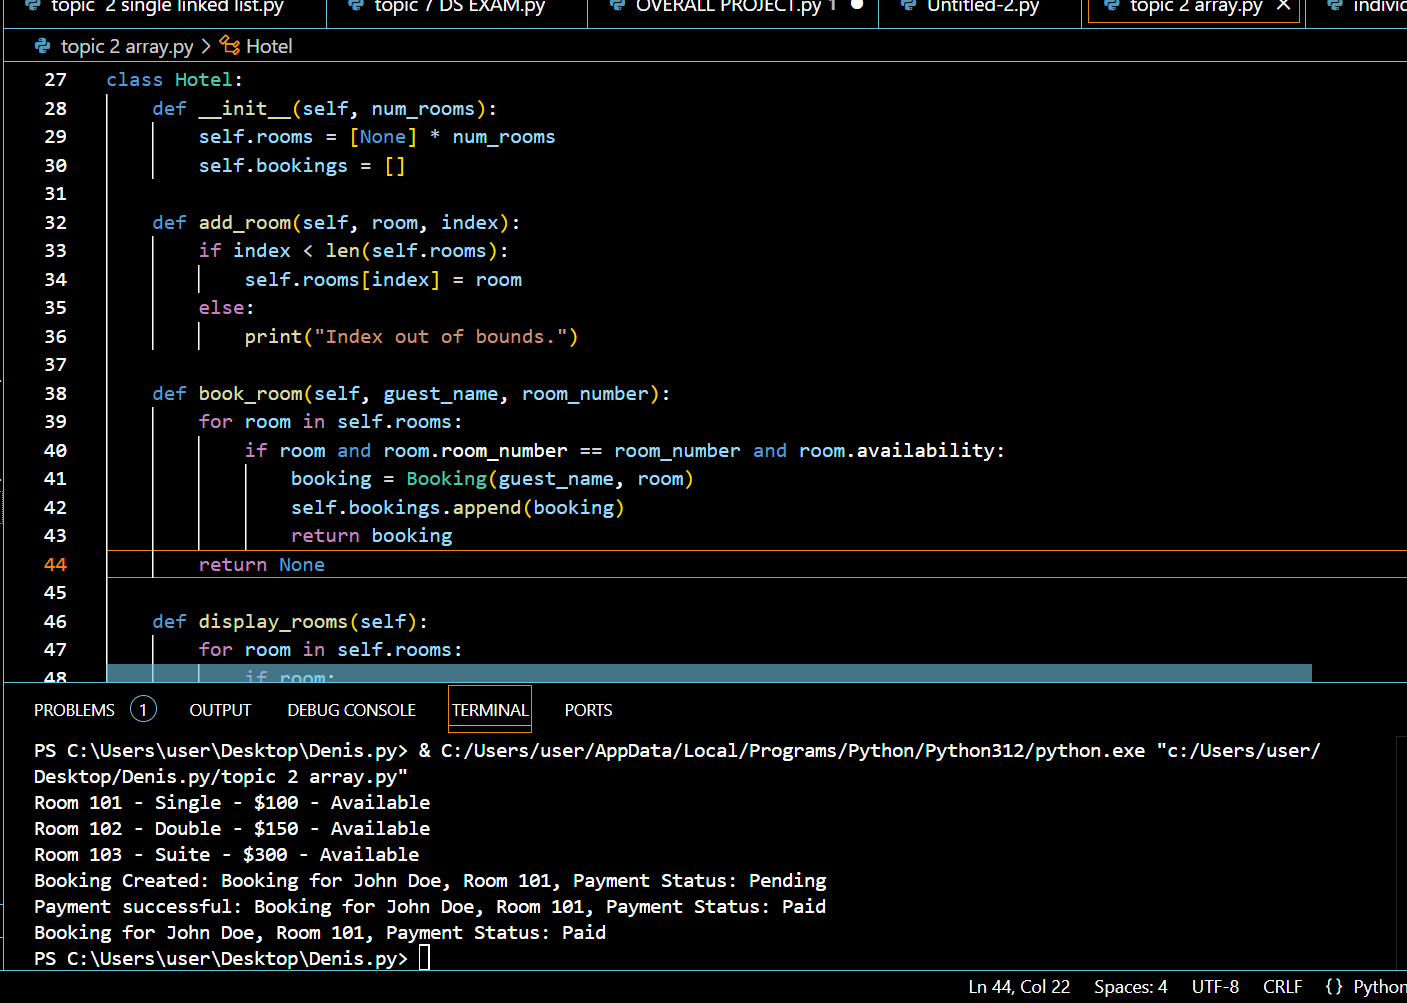 topic 2 single linked list.py topic 7 DS EXAM.py OVERALL PROJECT.py 1 Untitled-2.py topic 2 array.py
topic 2 array.py > Hotel
27 class Hotel:
28     def __init__(self, num_rooms):
29         self.rooms = [None] * num_rooms
30         self.bookings = []
31
32     def add_room(self, room, index):
33         if index < len(self.rooms):
34             self.rooms[index] = room
35         else:
36             print("Index out of bounds.")
37
38     def book_room(self, guest_name, room_number):
39         for room in self.rooms:
40             if room and room.room_number == room_number and room.availability:
41                 booking = Booking(guest_name, room)
42                 self.bookings.append(booking)
43                 return booking
44         return None
45
46     def display_rooms(self):
47         for room in self.rooms:
48             if room:
PROBLEMS 1 OUTPUT DEBUG CONSOLE TERMINAL PORTS
PS C:\Users\user\Desktop\Denis.py> & C:/Users/user/AppData/Local/Programs/Python/Python312/python.exe "c:/Users/user/
Desktop/Denis.py/topic 2 array.py"
Room 101 - Single - $100 - Available
Room 102 - Double - $150 - Available
Room 103 - Suite - $300 - Available
Booking Created: Booking for John Doe, Room 101, Payment Status: Pending
Payment successful: Booking for John Doe, Room 101, Payment Status: Paid
Booking for John Doe, Room 101, Payment Status: Paid
PS C:\Users\user\Desktop\Denis.py>
Ln 44, Col 22 Spaces: 4 UTF-8 CRLF {} Python